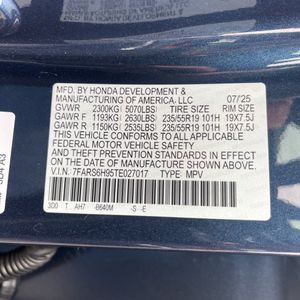 MFD. BY HONDA DEVELOPMENT &
MANUFACTURING OF AMERICA, LLC 07/25
GVWR 2300KG( 5070LBS) TIRE SIZE RIM SIZE
GAWR F 1193KG( 2630LBS) 235/55R19 101H 19X7.5J
GAWR R 1150KG( 2535LBS) 235/55R19 101H 19X7.5J
THIS VEHICLE CONFORMS TO ALL APPLICABLE
FEDERAL MOTOR VEHICLE SAFETY STANDARDS
IN EFFECT ON THE DATE OF MANUFACTURE SHOWN ABOVE.
V.I.N.: 7FARS6H95TE027017 TYPE: MPV
3D0 T AH7 -B640M -S -E